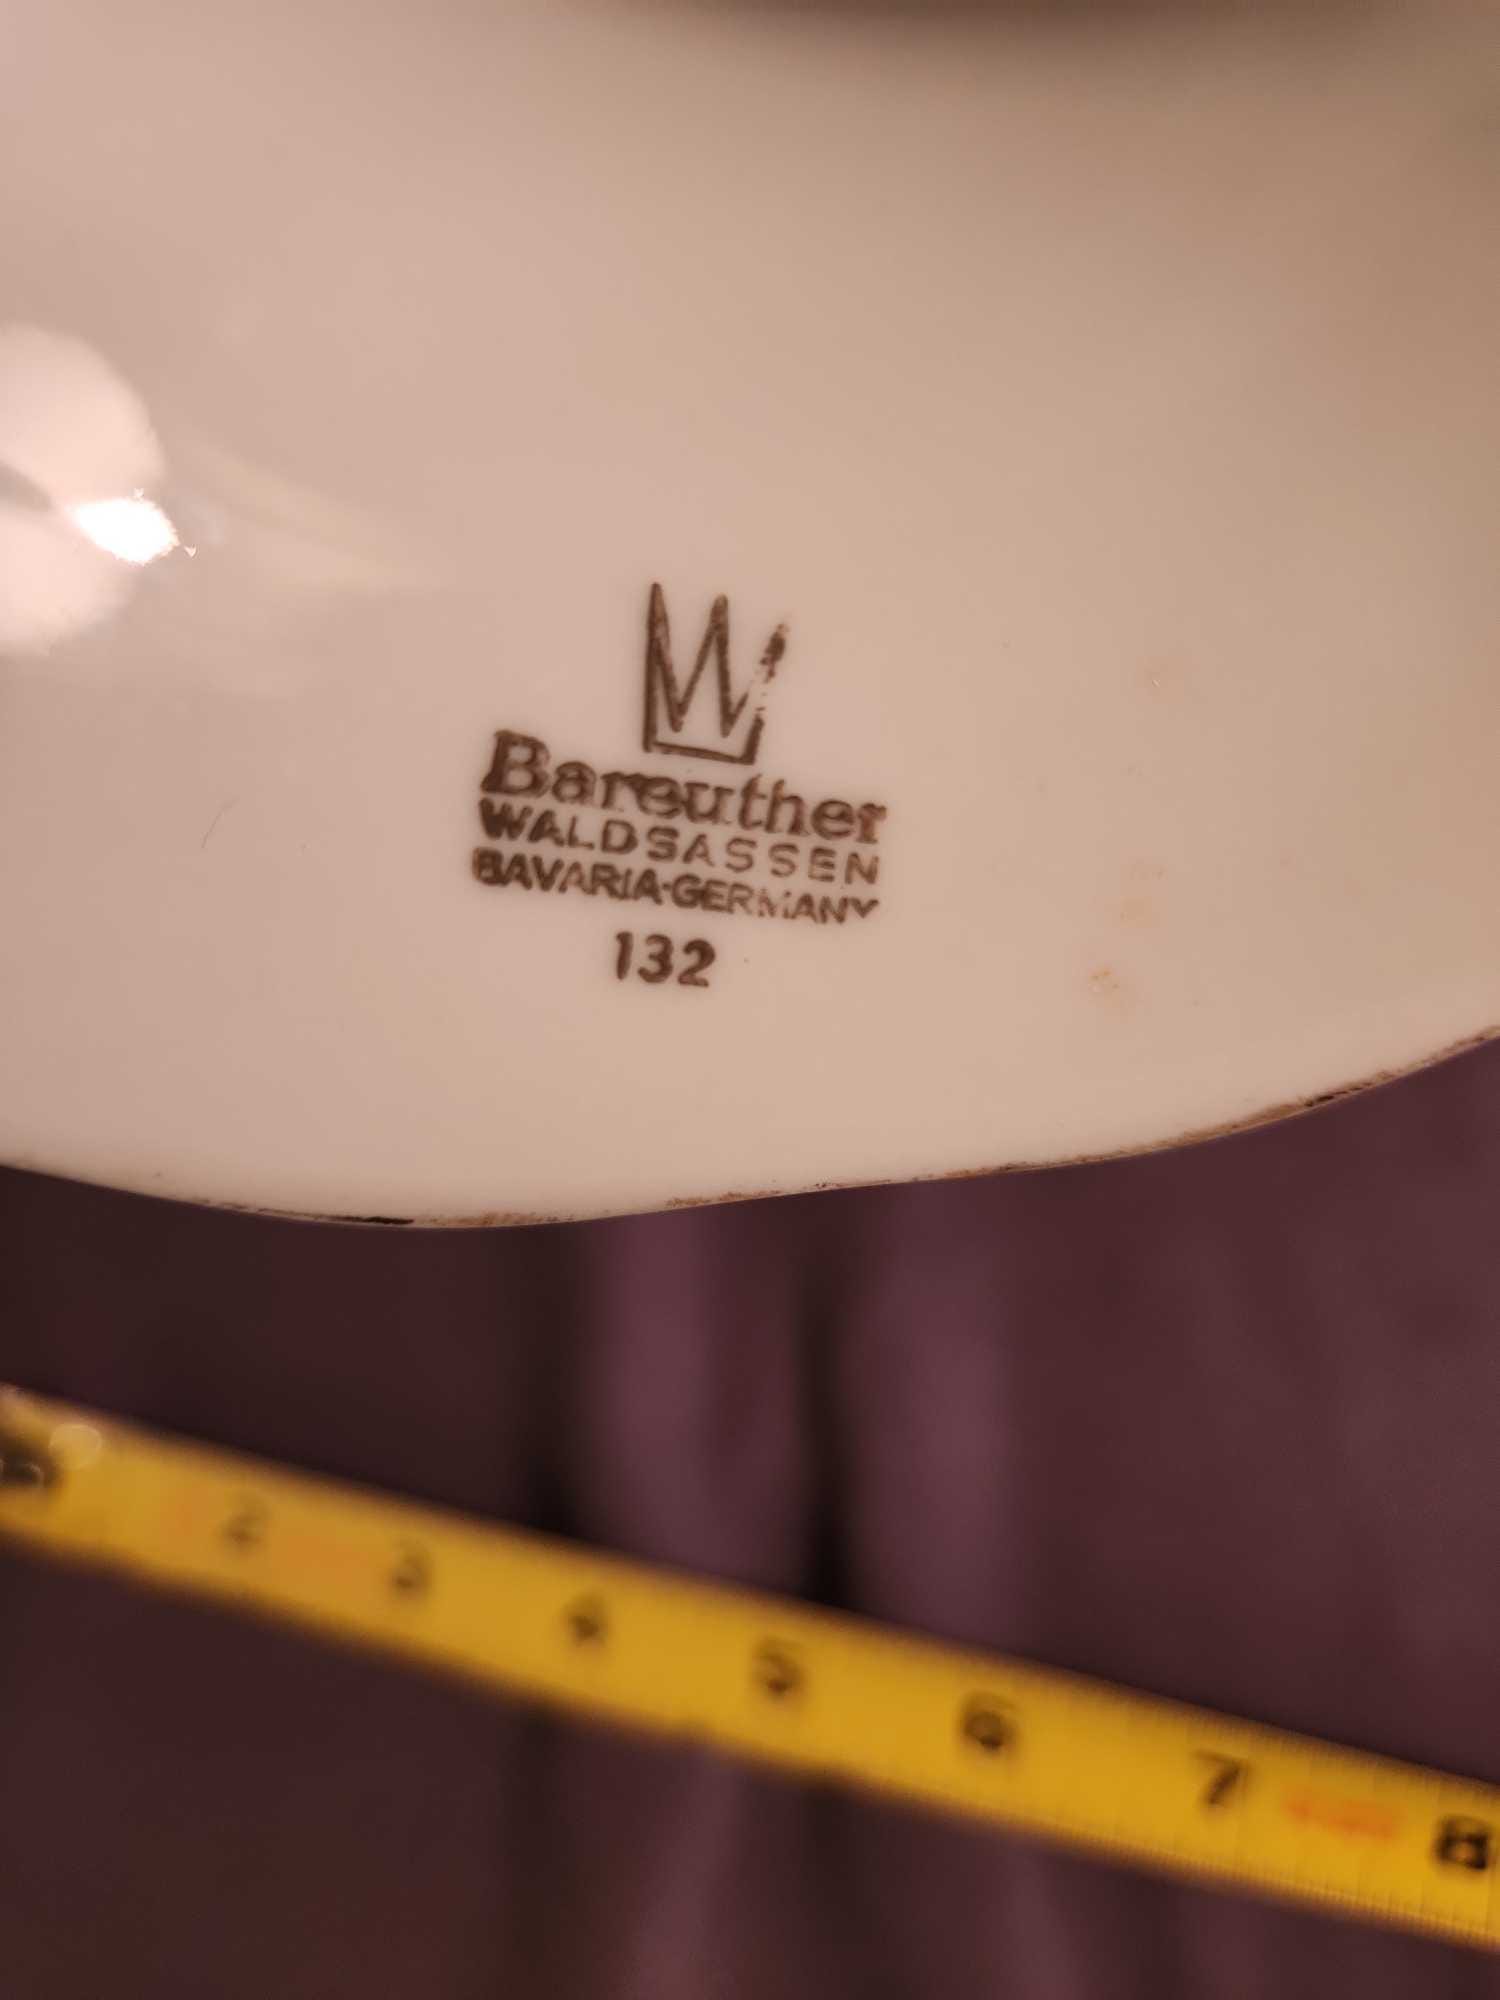 W
Bareuther
WALDSASSEN
BAVARIA·GERMANY
132
2 3 4 5 6 7 8